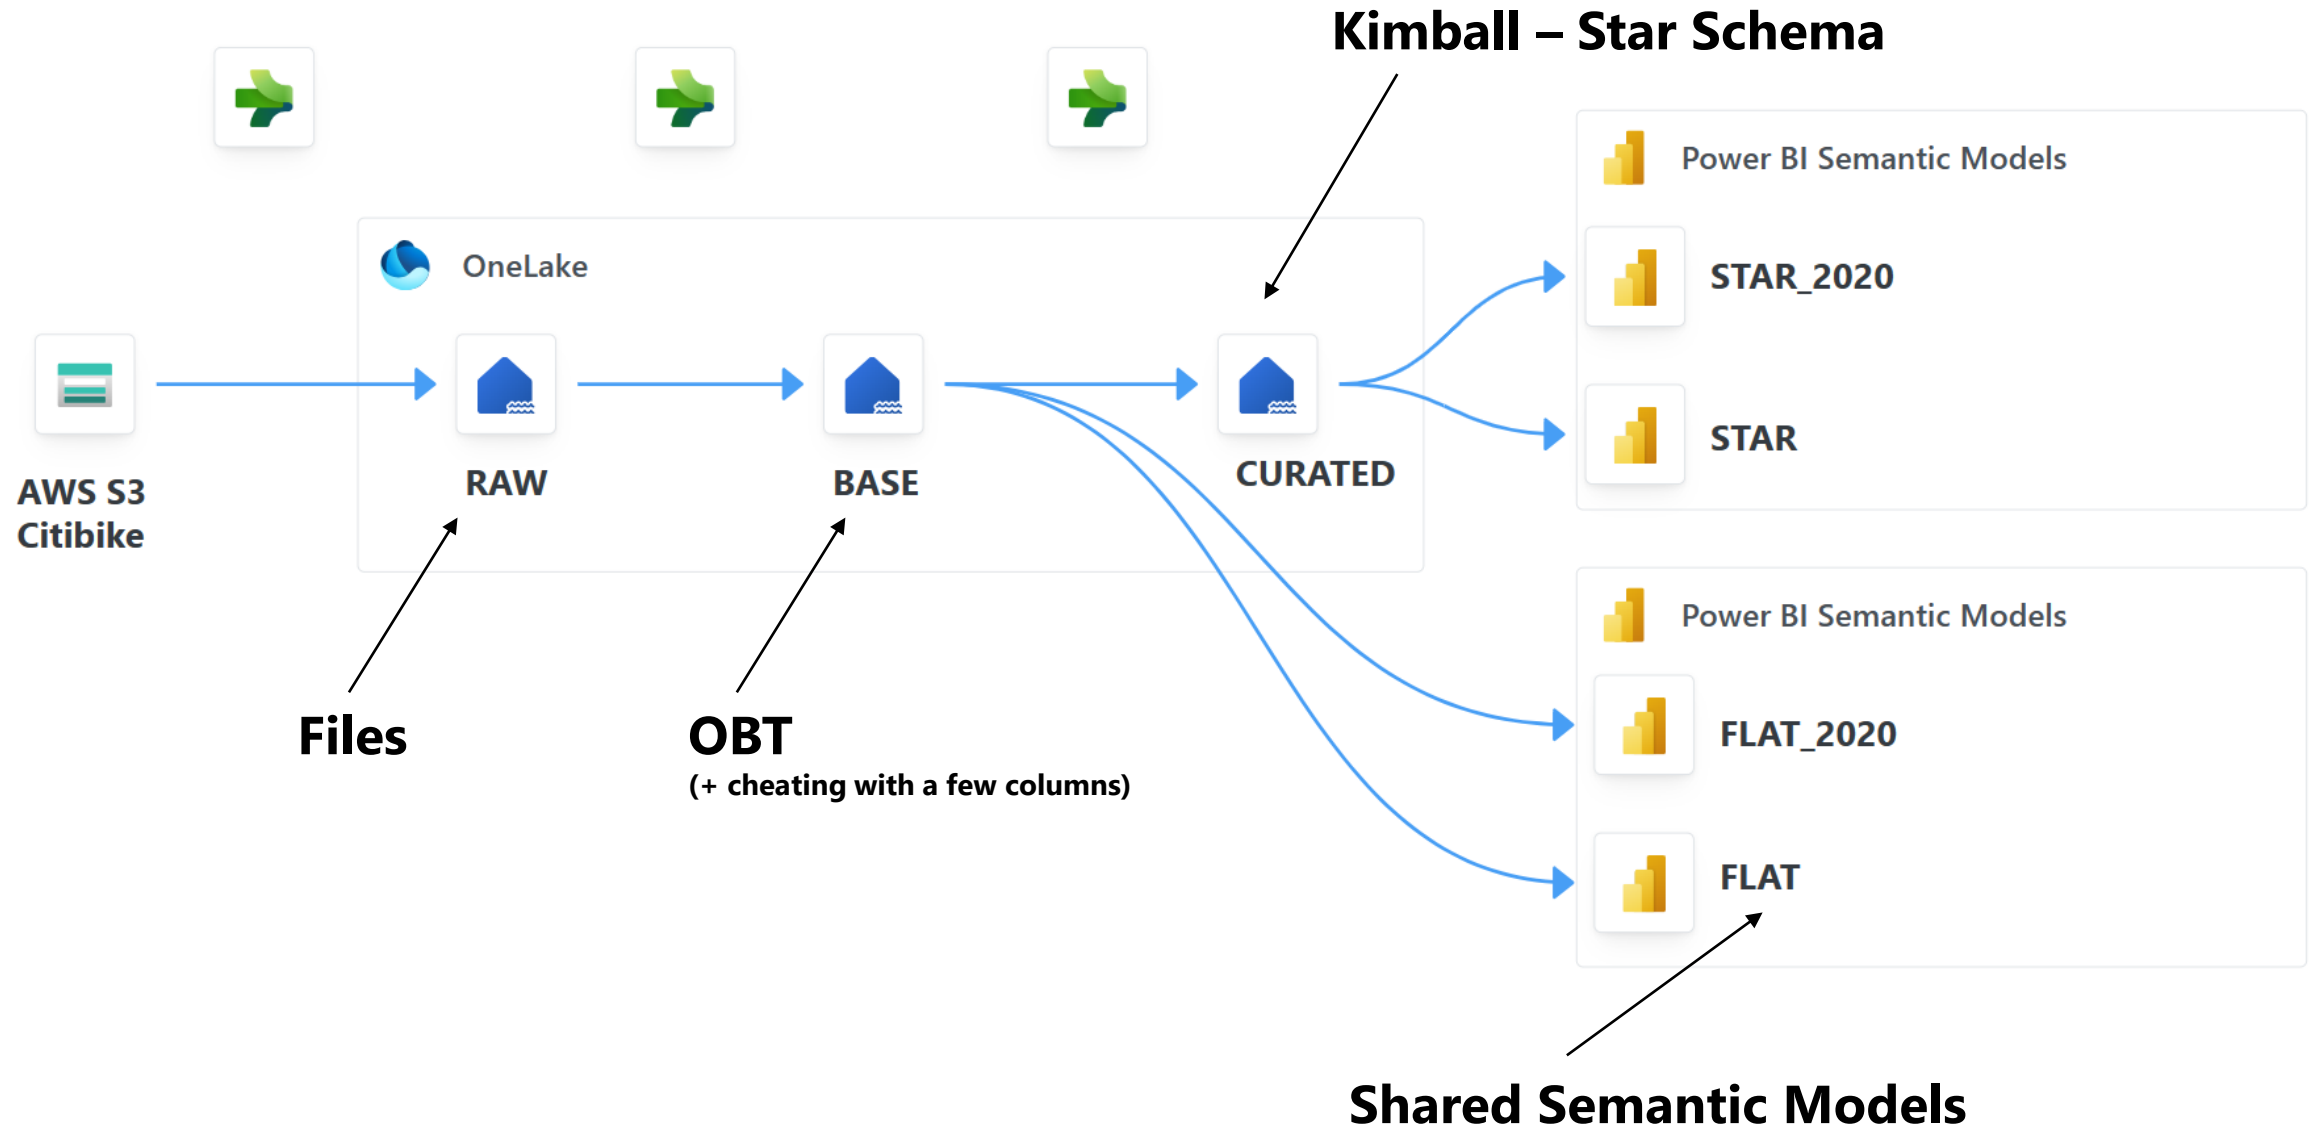 Kimball – Star Schema
Power BI Semantic Models
OneLake
STAR_2020
STAR
RAW
BASE
CURATED
AWS S3
Citibike
Power BI Semantic Models
Files
OBT
(+ cheating with a few columns)
FLAT_2020
FLAT
Shared Semantic Models